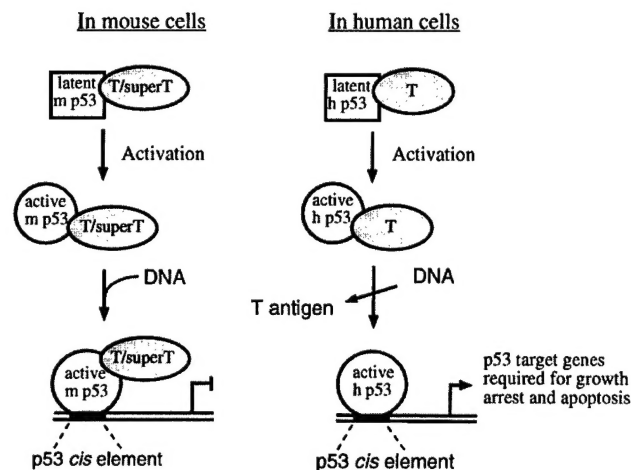 In mouse cells
latent
m p53
T/superT
Activation
active
m p53
T/superT
DNA
T/superT
active
m p53
p53 cis element
In human cells
latent
h p53
T
Activation
active
h p53
T
DNA
T antigen
active
h p53
p53 target genes
required for growth
arrest and apoptosis
p53 cis element